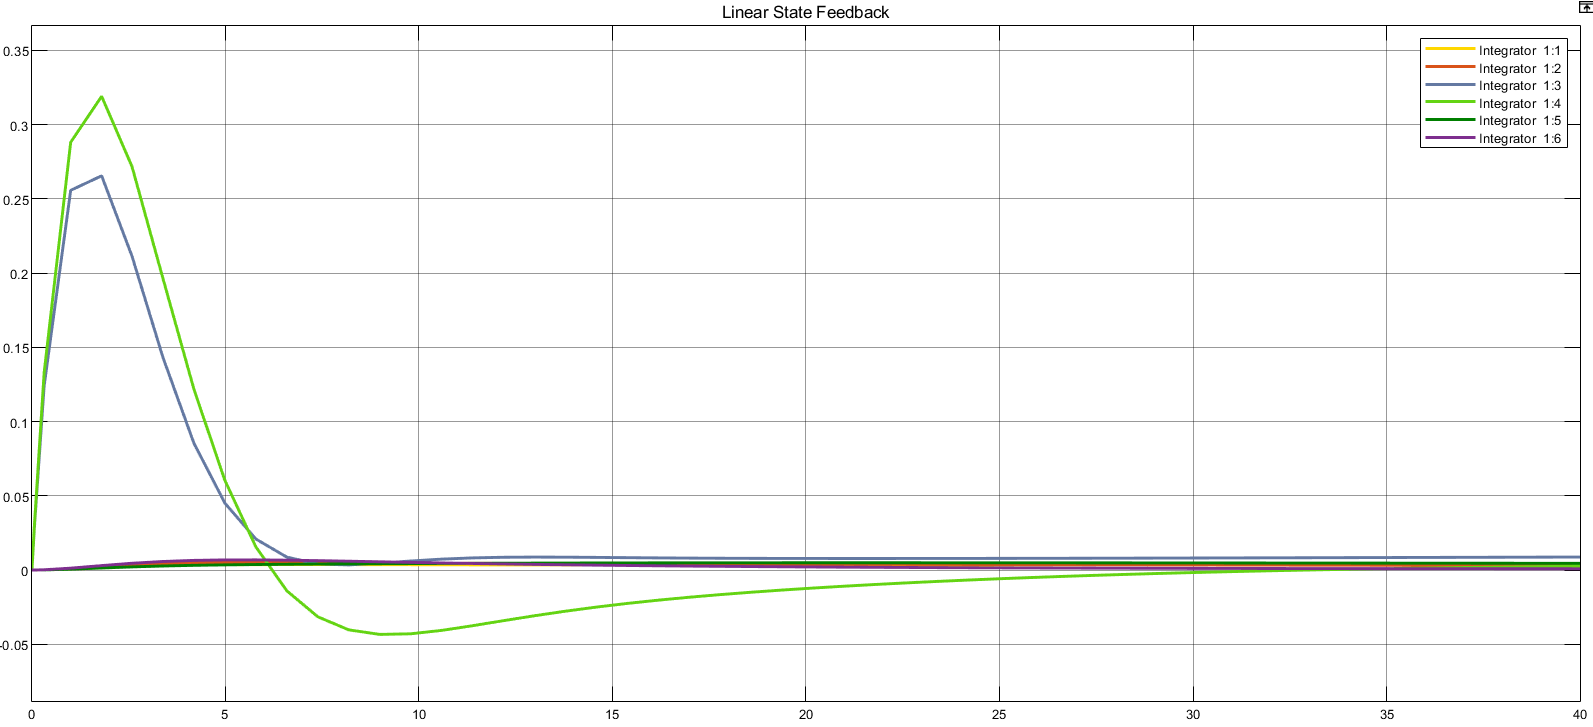 Linear State Feedback
Integrator 1:1
Integrator 1:2
Integrator 1:3
Integrator 1:4
Integrator 1:5
Integrator 1:6
0.35
0.3
0.25
0.2
0.15
0.1
0.05
0
-0.05
0 5 10 15 20 25 30 35 40